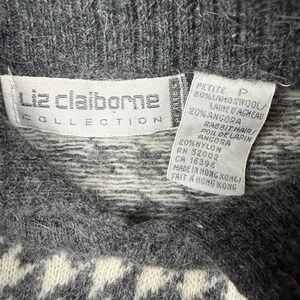 Liz claiborne
COLLECTION
PETITE P
60% LAMBSWOOL/
LAINE D'AGNEAU
20% ANGORA
RABBIT HAIR/
POIL DE LAPIN
ANGORA
20% NYLON
RN 52002
CA 16396
MADE IN HONG KONG/
FAIT À HONG KONG